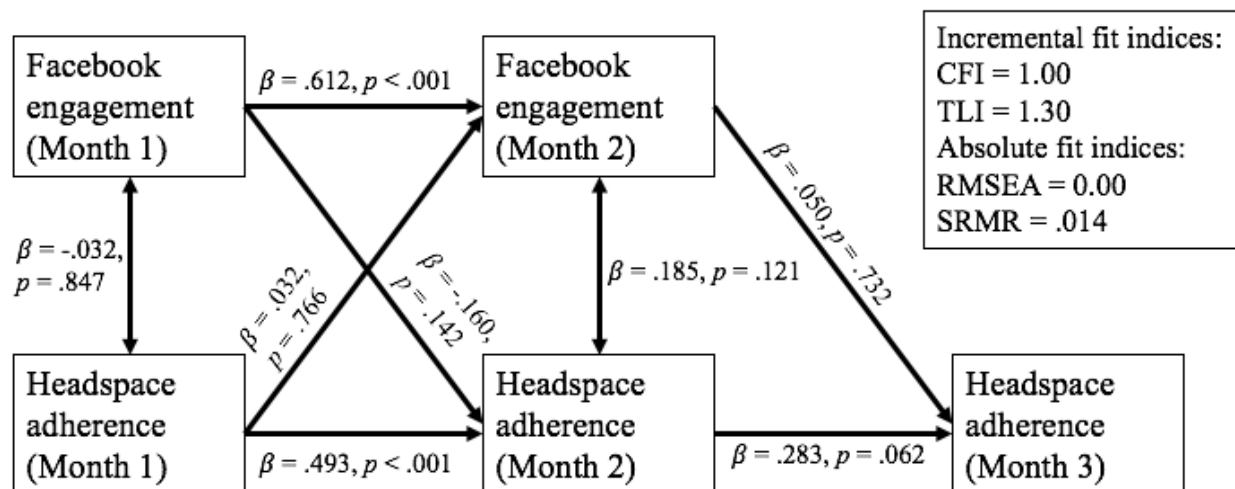 Facebook
engagement
(Month 1)
β = .612, p < .001
Facebook
engagement
(Month 2)
Incremental fit indices:
CFI = 1.00
TLI = 1.30
Absolute fit indices:
RMSEA = 0.00
SRMR = .014
β = -.032,
p = .847
β = .032,
p = .766
β = -.160,
p = .142
β = .185, p = .121
β = .050, p = .732
Headspace
adherence
(Month 1)
β = .493, p < .001
Headspace
adherence
(Month 2)
β = .283, p = .062
Headspace
adherence
(Month 3)